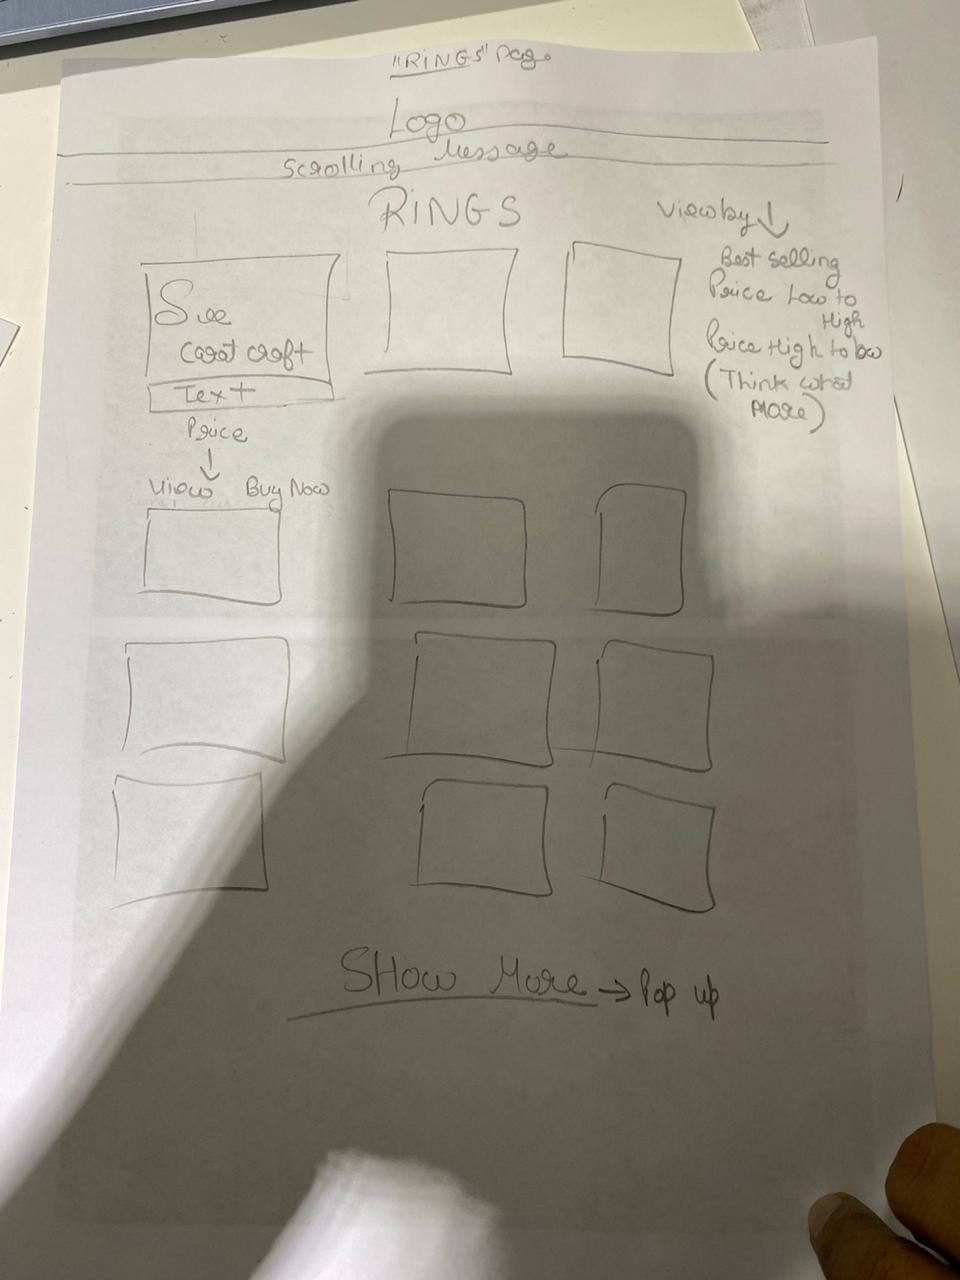 "RiNGS" Page
Logo
Scrolling Message
RiNGS
View by ↓
Best Selling
Price Low to
High
Price High to low
(Think what
More)
See
Carat craft
Text
Price
↓
View Buy Now
SHow More → Pop up